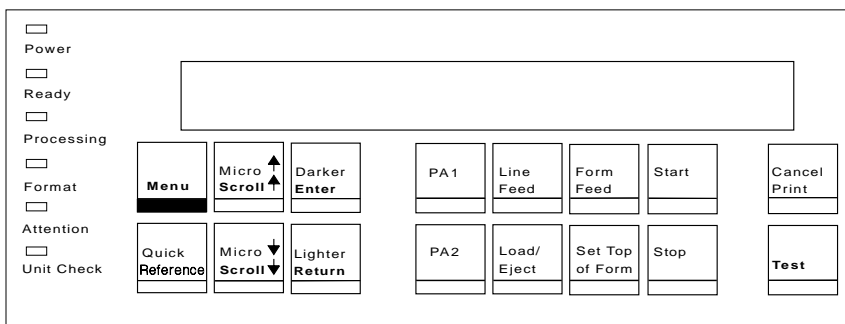 Power
Ready
Processing
Format
Attention
Unit Check
Menu
Micro
Scroll
Darker
Enter
PA1
Line
Feed
Form
Feed
Start
Cancel
Print
Quick
Reference
Micro
Scroll
Lighter
Return
PA2
Load/
Eject
Set Top
of Form
Stop
Test